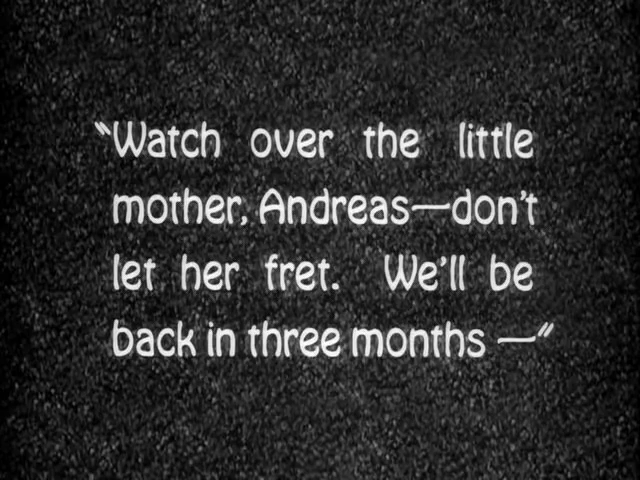 “Watch over the little
mother, Andreas—don't
let her fret. We'll be
back in three months —”